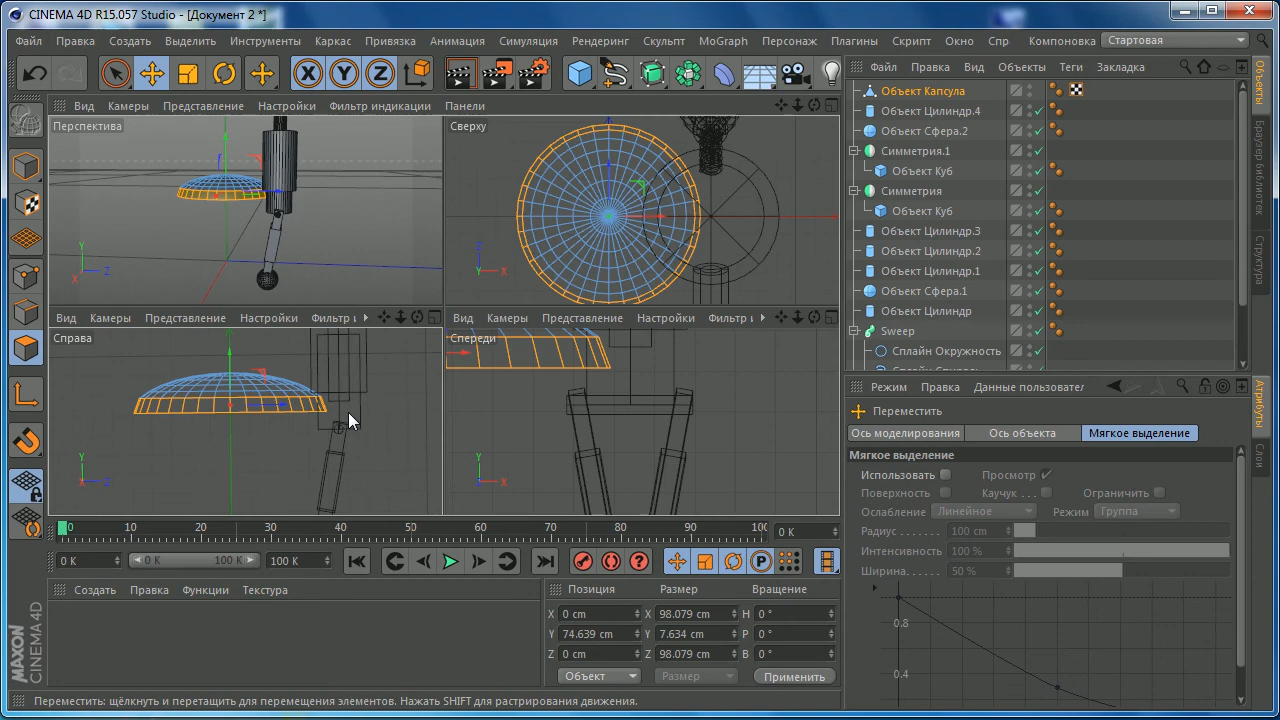 CINEMA 4D R15.057 Studio - [Документ 2 *]
Файл Правка Создать Выделить Инструменты Каркас Привязка Анимация Симуляция Рендеринг Скульпт MoGraph Персонаж Плагины Скрипт Окно Спр Компоновка Стартовая
X Y Z
Файл Правка Вид Объекты Теги Закладка
Вид Камеры Представление Настройки Фильтр индикации Панели
Перспектива
Сверху
Объект Капсула
Объект Цилиндр.4
Объект Сфера.2
Симметрия.1
Объект Куб
Симметрия
Объект Куб
Объект Цилиндр.3
Объект Цилиндр.2
Объект Цилиндр.1
Объект Сфера.1
Объект Цилиндр
Sweep
Сплайн Окружность
Объекты
Браузер библиотек
Структура
Y
Z
X
Z
Y
X
Вид Камеры Представление Настройки Фильтр и
Вид Камеры Представление Настройки Фильтр и
Справа
Спереди
Y
X
Z
Y
Z
X
Режим Правка Данные пользовател
Переместить
Ось моделирования Ось объекта Мягкое выделение
Мягкое выделение
Использовать Просмотр
Поверхность Каучук . . . Ограничить
Ослабление Линейное Режим Группа
Радиус . . . . . . . 100 cm
Интенсивность 100 %
Ширина. . . . . . 50 %
0.8
0.4
Атрибуты
Слои
0 10 20 30 40 50 60 70 80 90 100 0 K
0 K 0 K 100 K 100 K
P
Создать Правка Функции Текстура
Позиция Размер Вращение
X 0 cm X 98.079 cm H 0 °
Y 74.639 cm Y 7.634 cm P 0 °
Z 0 cm Z 98.079 cm B 0 °
Объект Размер Применить
MAXON
CINEMA 4D
Переместить: щёлкнуть и перетащить для перемещения элементов. Нажать SHIFT для растрирования движения.